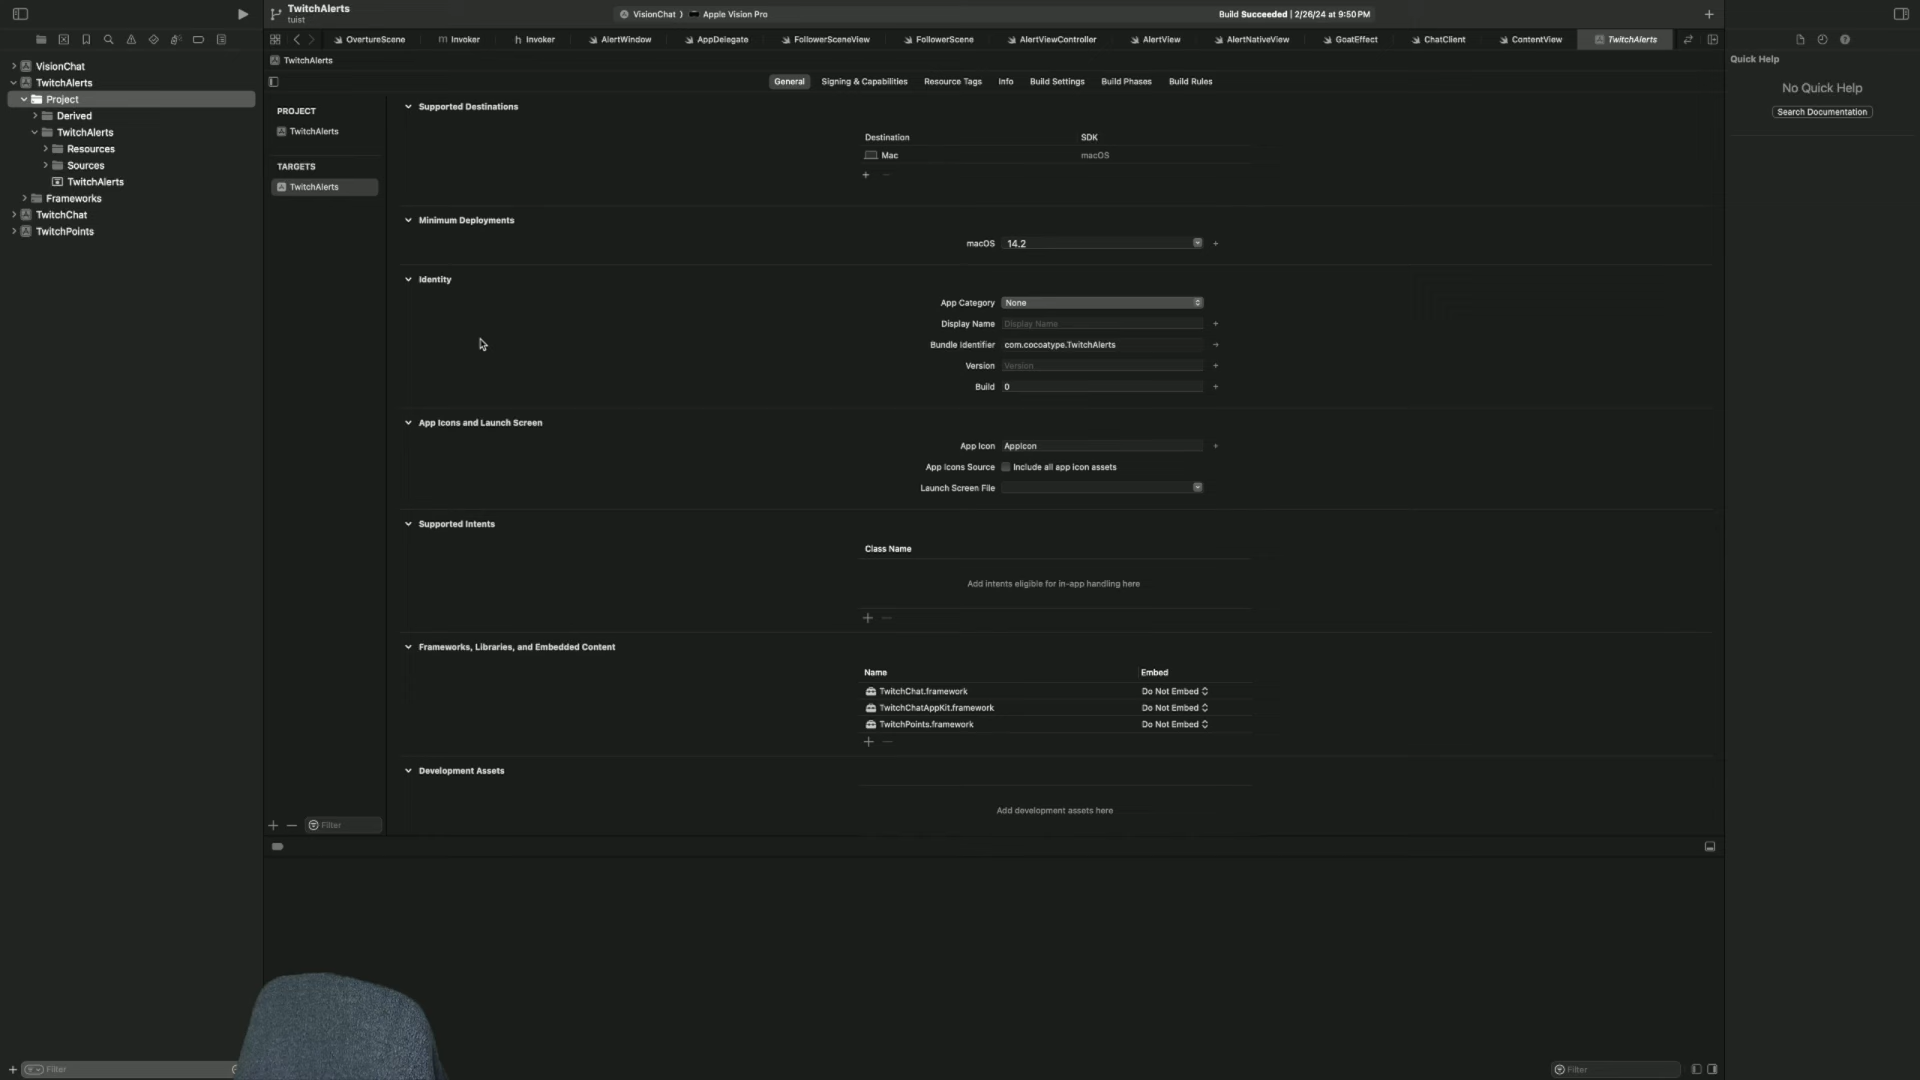 TwitchAlerts
tuist
VisionChat
Apple Vision Pro
Build Succeeded | 2/26/24 at 9:50 PM
OvertureScene
Invoker
Invoker
AlertWindow
AppDelegate
FollowerSceneView
FollowerScene
AlertViewController
AlertView
AlertNativeView
GoatEffect
ChatClient
ContentView
TwitchAlerts
TwitchAlerts
VisionChat
TwitchAlerts
Project
Derived
TwitchAlerts
Resources
Sources
TwitchAlerts
Frameworks
TwitchChat
TwitchPoints
Filter
PROJECT
TwitchAlerts
TARGETS
TwitchAlerts
Filter
General
Signing & Capabilities
Resource Tags
Info
Build Settings
Build Phases
Build Rules
Supported Destinations
Destination SDK
Mac macOS
Minimum Deployments
macOS 14.2
Identity
App Category None
Display Name Display Name
Bundle Identifier com.cocoatype.TwitchAlerts
Version Version
Build 0
App Icons and Launch Screen
App Icon AppIcon
App Icons Source Include all app icon assets
Launch Screen File
Supported Intents
Class Name
Add intents eligible for in-app handling here
Frameworks, Libraries, and Embedded Content
Name Embed
TwitchChat.framework Do Not Embed
TwitchChatAppKit.framework Do Not Embed
TwitchPoints.framework Do Not Embed
Development Assets
Add development assets here
Filter
Quick Help
No Quick Help
Search Documentation